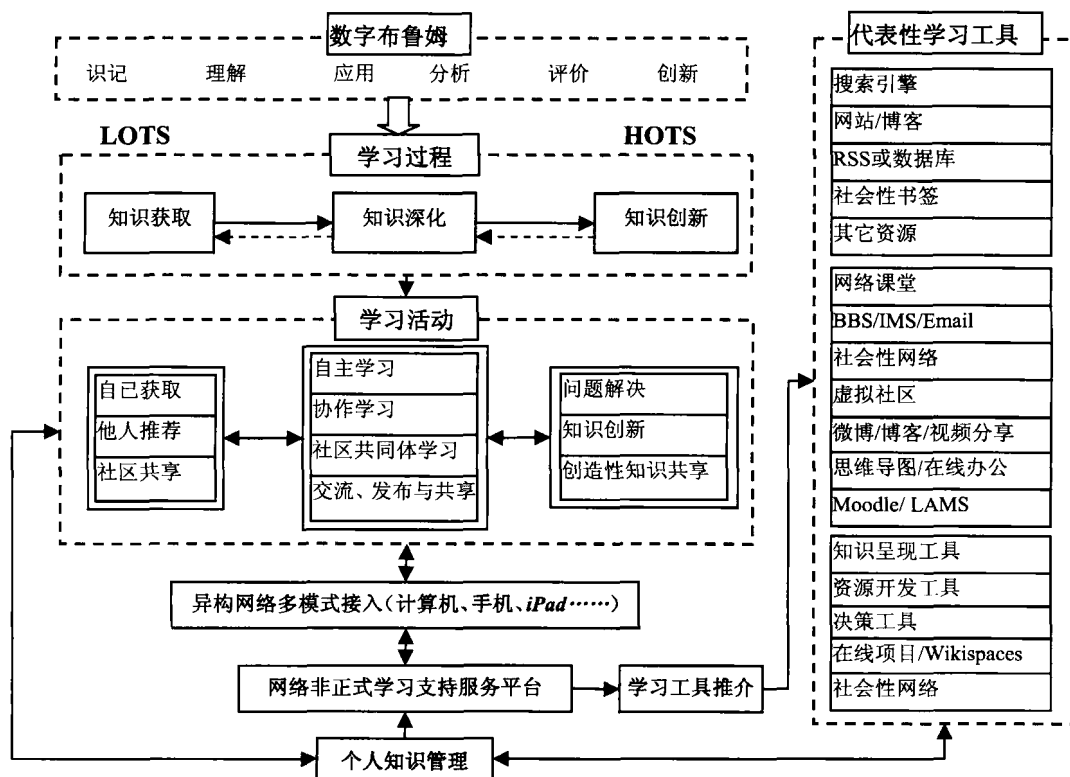 数字布鲁姆
识记 理解 应用 分析 评价 创新
LOTS HOTS
学习过程
知识获取 知识深化 知识创新
学习活动
自已获取
他人推荐
社区共享
自主学习
协作学习
社区共同体学习
交流、发布与共享
问题解决
知识创新
创造性知识共享
异构网络多模式接入(计算机、手机、iPad……)
网络非正式学习支持服务平台
学习工具推介
个人知识管理
代表性学习工具
搜索引擎
网站/博客
RSS或数据库
社会性书签
其它资源
网络课堂
BBS/IMS/Email
社会性网络
虚拟社区
微博/博客/视频分享
思维导图/在线办公
Moodle/ LAMS
知识呈现工具
资源开发工具
决策工具
在线项目/Wikispaces
社会性网络